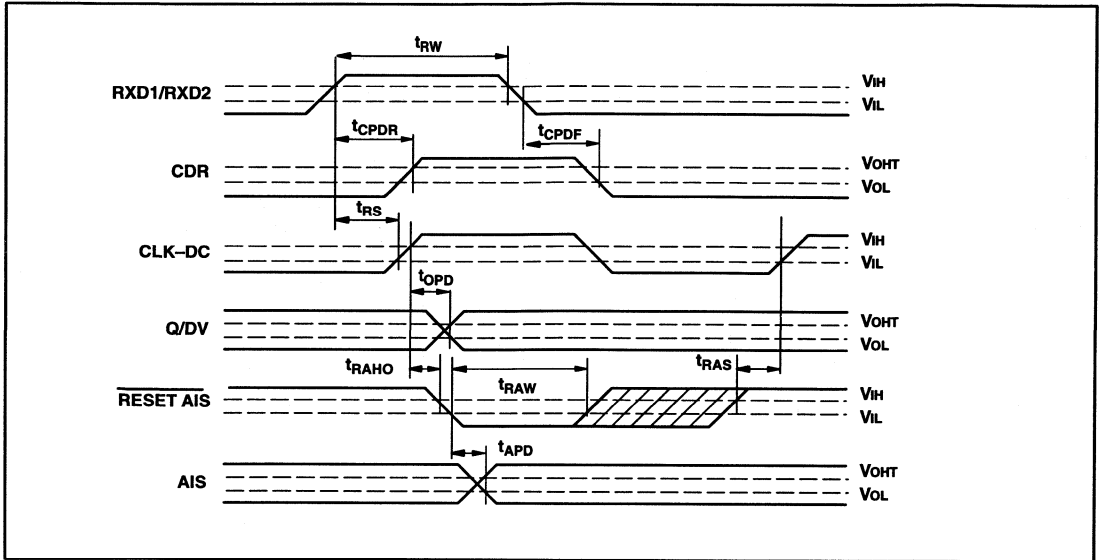 tRW
RXD1/RXD2
VIH
VIL
tCPDR
tCPDF
CDR
VOHT
VOL
tRS
CLK–DC
VIH
VIL
tOPD
Q/DV
VOHT
VOL
tRAHO
tRAW
tRAS
RESET AIS
VIH
VIL
tAPD
AIS
VOHT
VOL